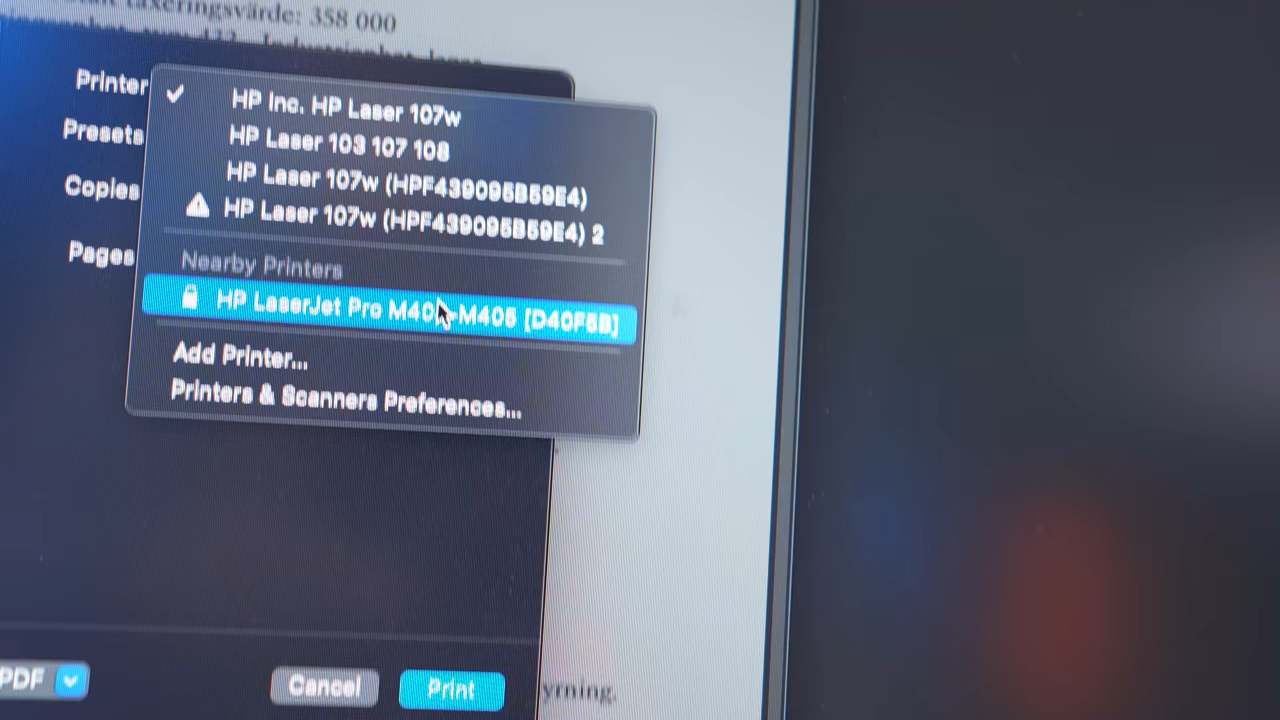 taxeringsvärde: 358 000
Printer
HP Inc. HP Laser 107w
HP Laser 103 107 108
HP Laser 107w (HPF439095B59E4)
HP Laser 107w (HPF439095B59E4) 2
Presets
Copies
Pages
Nearby Printers
HP LaserJet Pro M405 [D40F5B]
Add Printer...
Printers & Scanners Preferences...
PDF
Cancel
Print
yrning.